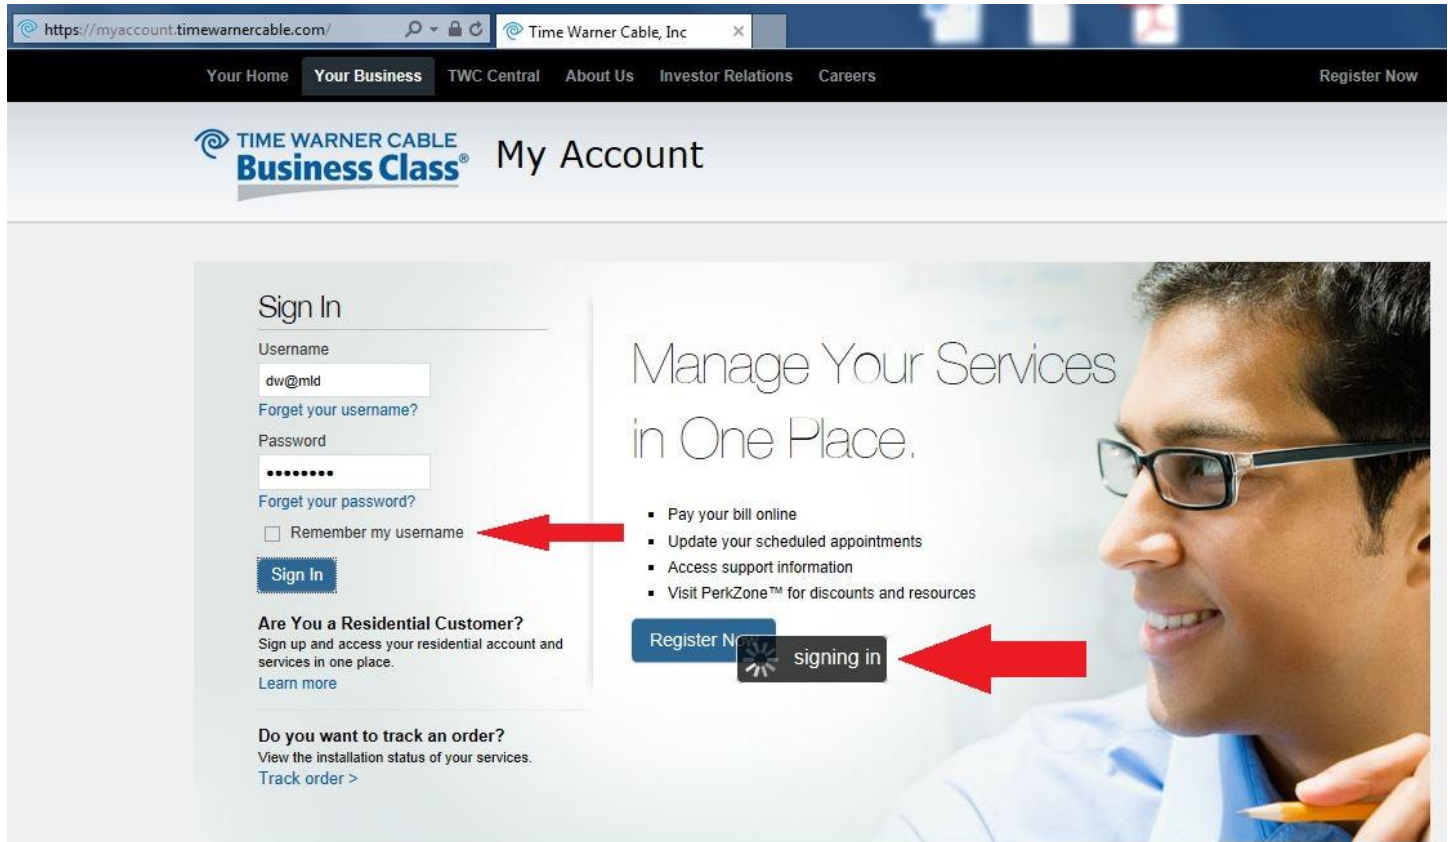 https://myaccount.timewarnercable.com/
Time Warner Cable, Inc
Your Home Your Business TWC Central About Us Investor Relations Careers Register Now
TIME WARNER CABLE
Business Class®
My Account
Sign In
Username
dw@mld
Forget your username?
Password
••••••••
Forget your password?
Remember my username
Sign In
Are You a Residential Customer?
Sign up and access your residential account and
services in one place.
Learn more
Do you want to track an order?
View the installation status of your services.
Track order >
Manage Your Services
in One Place.
▪ Pay your bill online
▪ Update your scheduled appointments
▪ Access support information
▪ Visit PerkZone™ for discounts and resources
Register Now
signing in